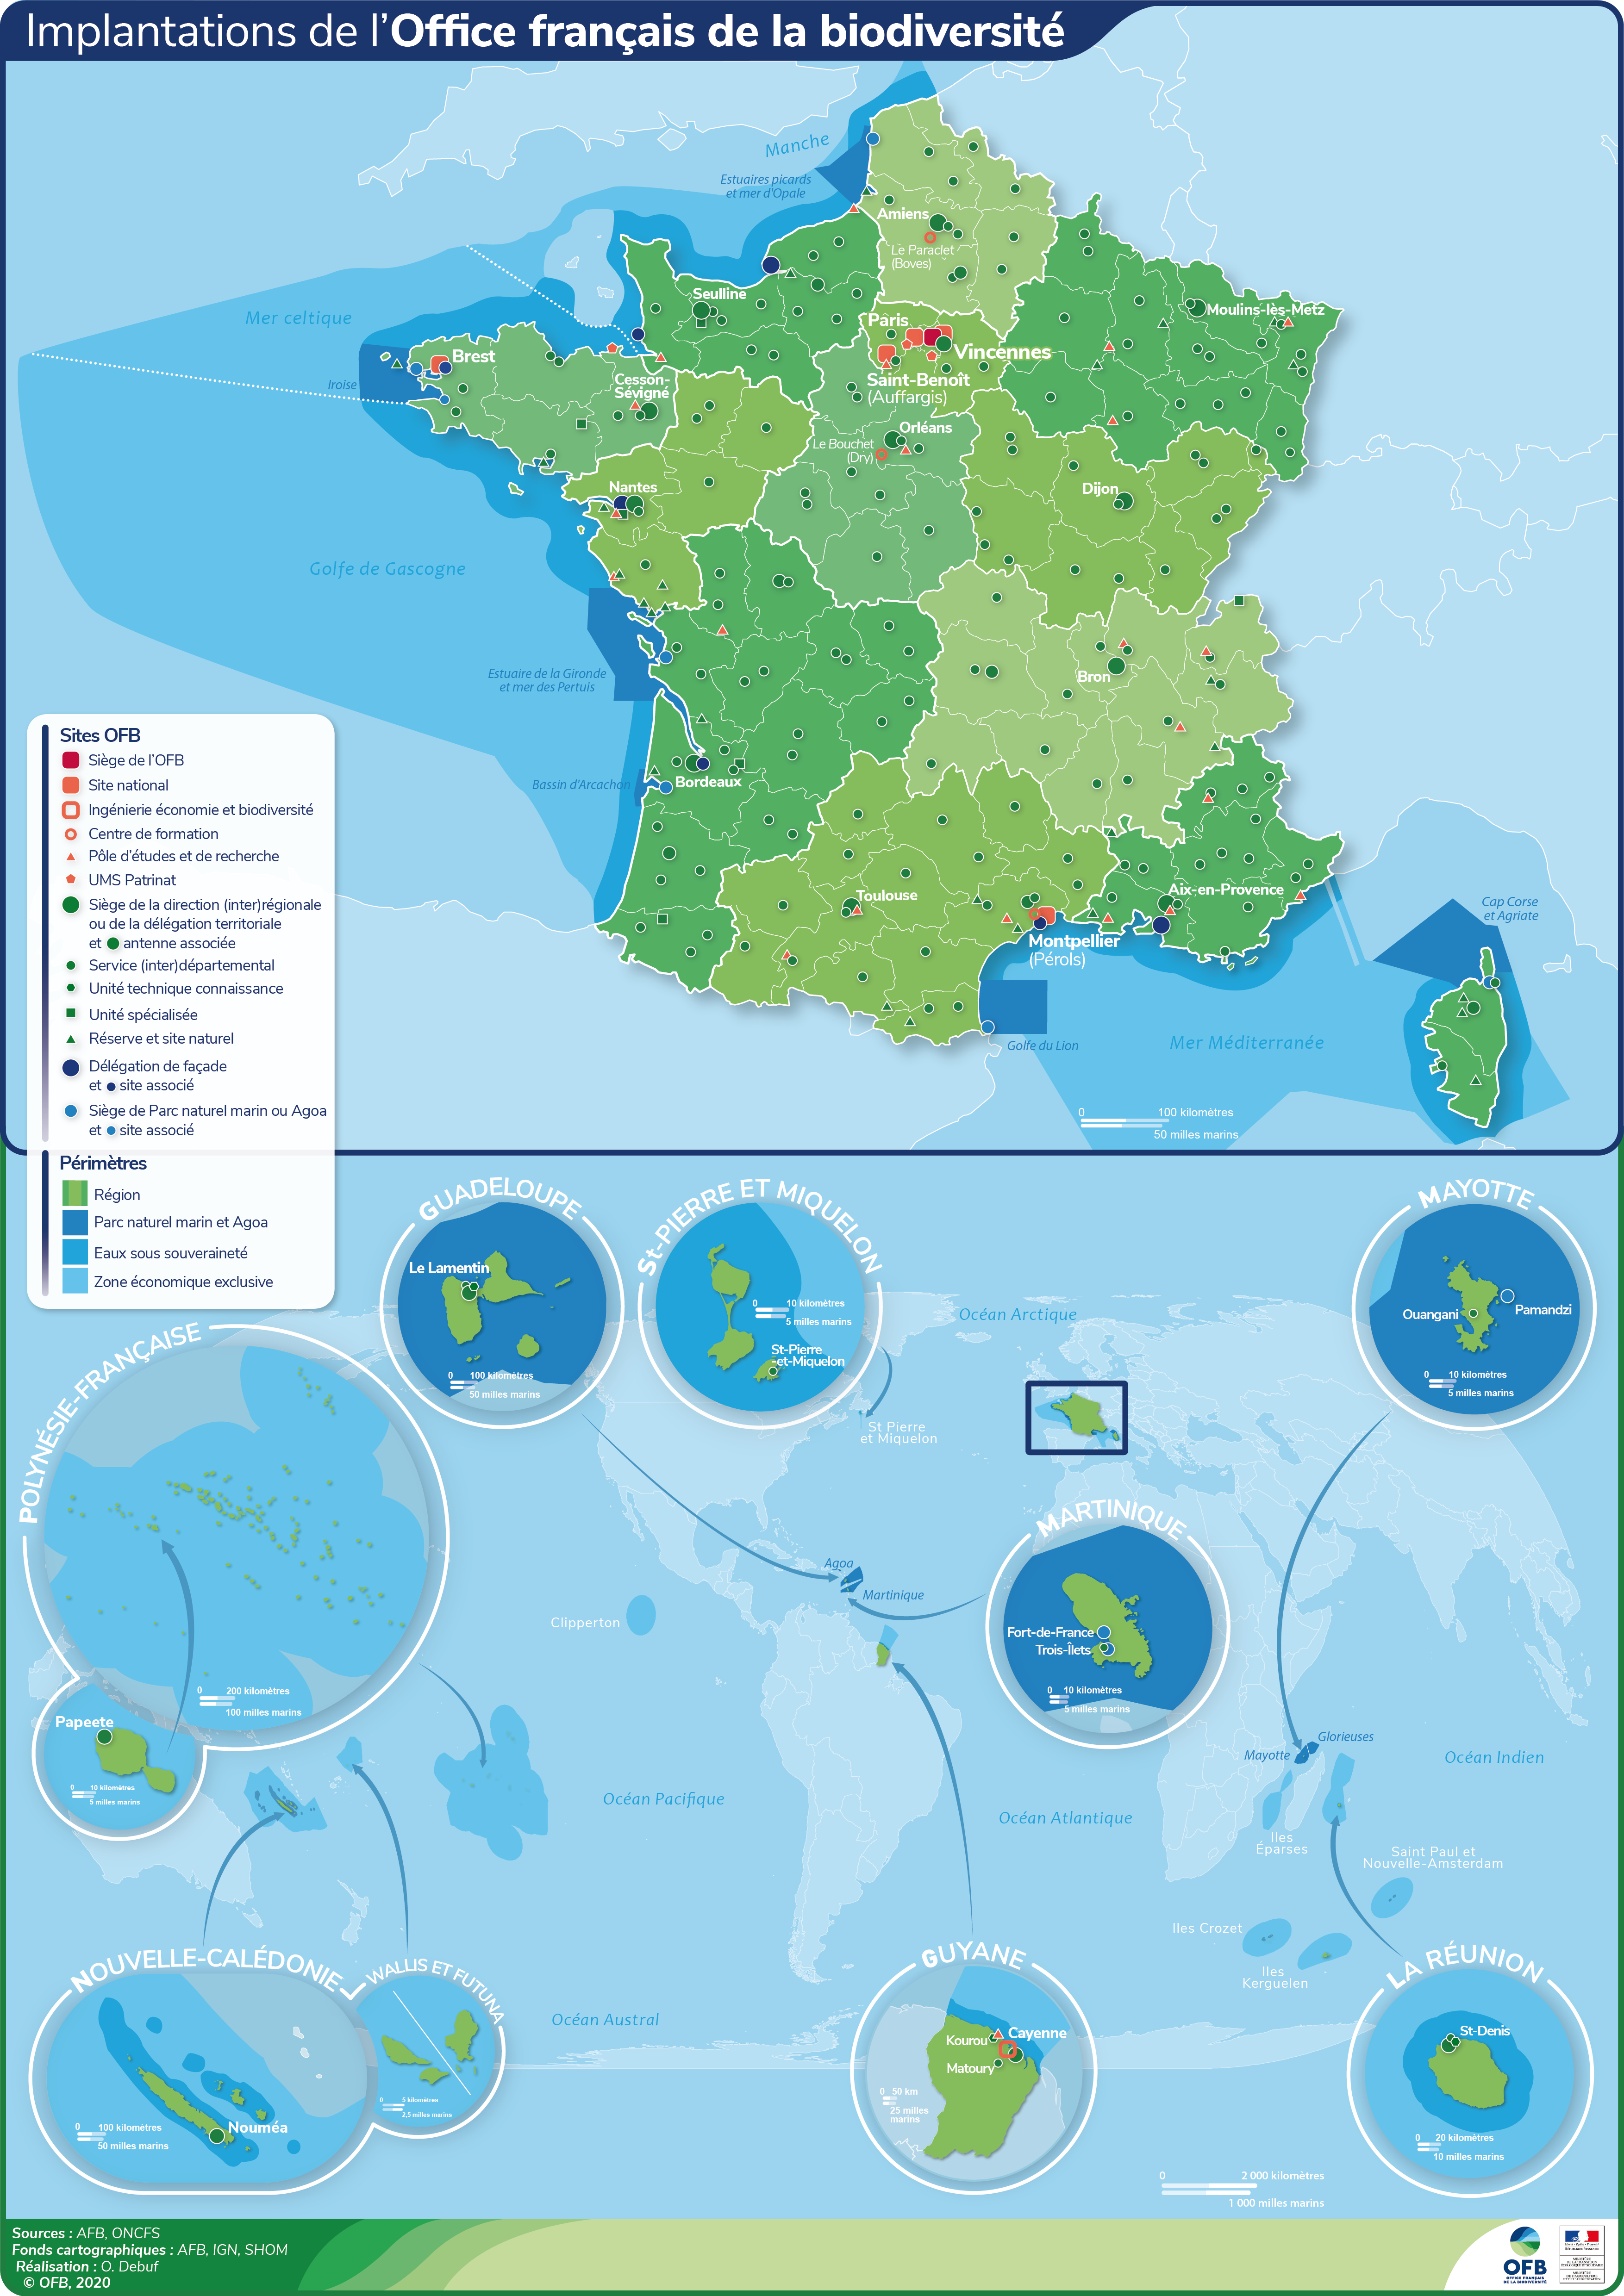 Implantations de l'Office français de la biodiversité
Manche
Estuaires picards
et mer d'Opale
Amiens
Le Paraclet
(Boves)
Mer celtique
Seulline
Moulins-lès-Metz
Paris
Vincennes
Brest
Iroise
Saint-Benoît
(Auffargis)
Cesson-
Sévigné
Orléans
Le Bouchet
(Dry)
Nantes
Dijon
Golfe de Gascogne
Estuaire de la Gironde
et mer des Pertuis
Bron
Bassin d'Arcachon
Bordeaux
Toulouse
Aix-en-Provence
Montpellier
(Pérols)
Cap Corse
et Agriate
Golfe du Lion
Mer Méditerranée
0 100 kilomètres
50 milles marins
Sites OFB
Siège de l'OFB
Site national
Ingénierie économie et biodiversité
Centre de formation
Pôle d'études et de recherche
UMS Patrinat
Siège de la direction (inter)régionale
ou de la délégation territoriale
et antenne associée
Service (inter)départemental
Unité technique connaissance
Unité spécialisée
Réserve et site naturel
Délégation de façade
et site associé
Siège de Parc naturel marin ou Agoa
et site associé
Périmètres
Région
Parc naturel marin et Agoa
Eaux sous souveraineté
Zone économique exclusive
GUADELOUPE
Le Lamentin
0 100 kilomètres
50 milles marins
St-PIERRE ET MIQUELON
0 10 kilomètres
5 milles marins
St-Pierre
-et-Miquelon
MAYOTTE
Ouangani
Pamandzi
0 10 kilomètres
5 milles marins
Océan Arctique
St Pierre
et Miquelon
POLYNÉSIE-FRANÇAISE
0 200 kilomètres
100 milles marins
Papeete
0 10 kilomètres
5 milles marins
MARTINIQUE
Fort-de-France
Trois-Îlets
0 10 kilomètres
5 milles marins
Agoa
Martinique
Clipperton
Glorieuses
Mayotte
Océan Indien
Océan Pacifique
Océan Atlantique
Iles
Éparses
Saint Paul et
Nouvelle-Amsterdam
Iles Crozet
Iles
Kerguelen
Océan Austral
NOUVELLE-CALÉDONIE
Nouméa
0 100 kilomètres
50 milles marins
WALLIS ET FUTUNA
0 5 kilomètres
2,5 milles marins
GUYANE
Kourou
Cayenne
Matoury
0 50 km
25 milles
marins
LA RÉUNION
St-Denis
0 20 kilomètres
10 milles marins
0 2 000 kilomètres
1 000 milles marins
Sources : AFB, ONCFS
Fonds cartographiques : AFB, IGN, SHOM
Réalisation : O. Debuf
© OFB, 2020
OFB
OFFICE FRANÇAIS
DE LA BIODIVERSITÉ